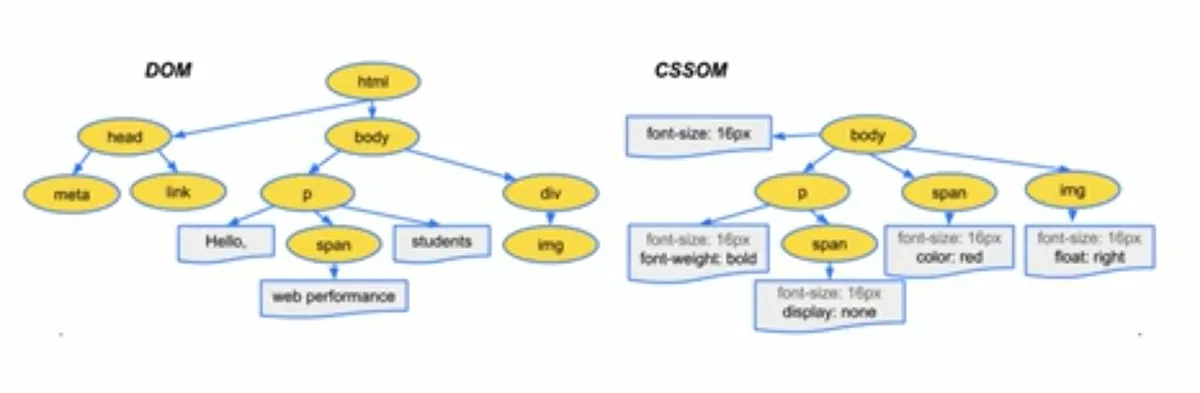 DOM
html
head
body
meta
link
p
div
Hello,
span
students
img
web performance
CSSOM
font-size: 16px
body
p
span
img
font-size: 16px
font-weight: bold
span
font-size: 16px
color: red
font-size: 16px
float: right
font-size: 16px
display: none